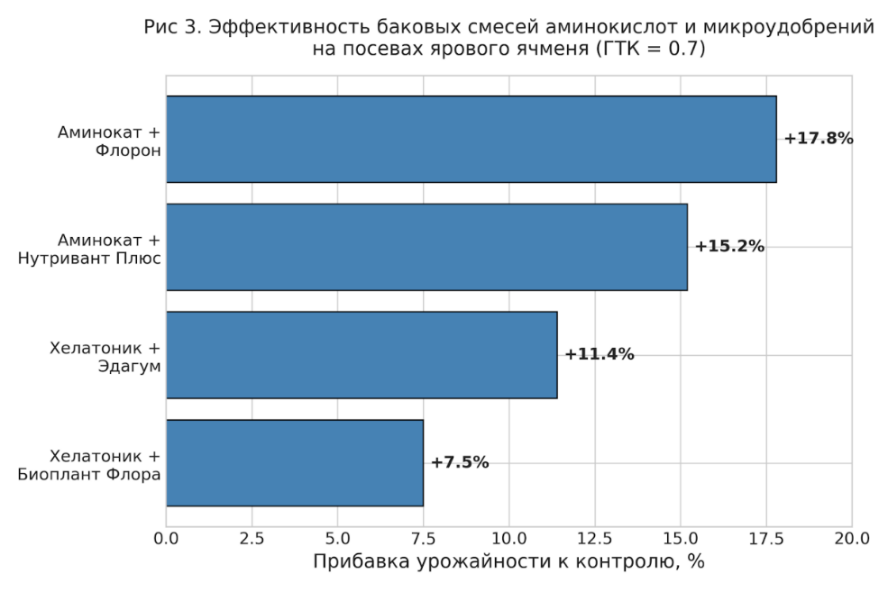 Рис 3. Эффективность баковых смесей аминокислот и микроудобрений
на посевах ярового ячменя (ГТК = 0.7)
Аминокат +
Флорон
+17.8%
Аминокат +
Нутривант Плюс
+15.2%
Хелатоник +
Эдагум
+11.4%
Хелатоник +
Биоплант Флора
+7.5%
0.0 2.5 5.0 7.5 10.0 12.5 15.0 17.5 20.0
Прибавка урожайности к контролю, %